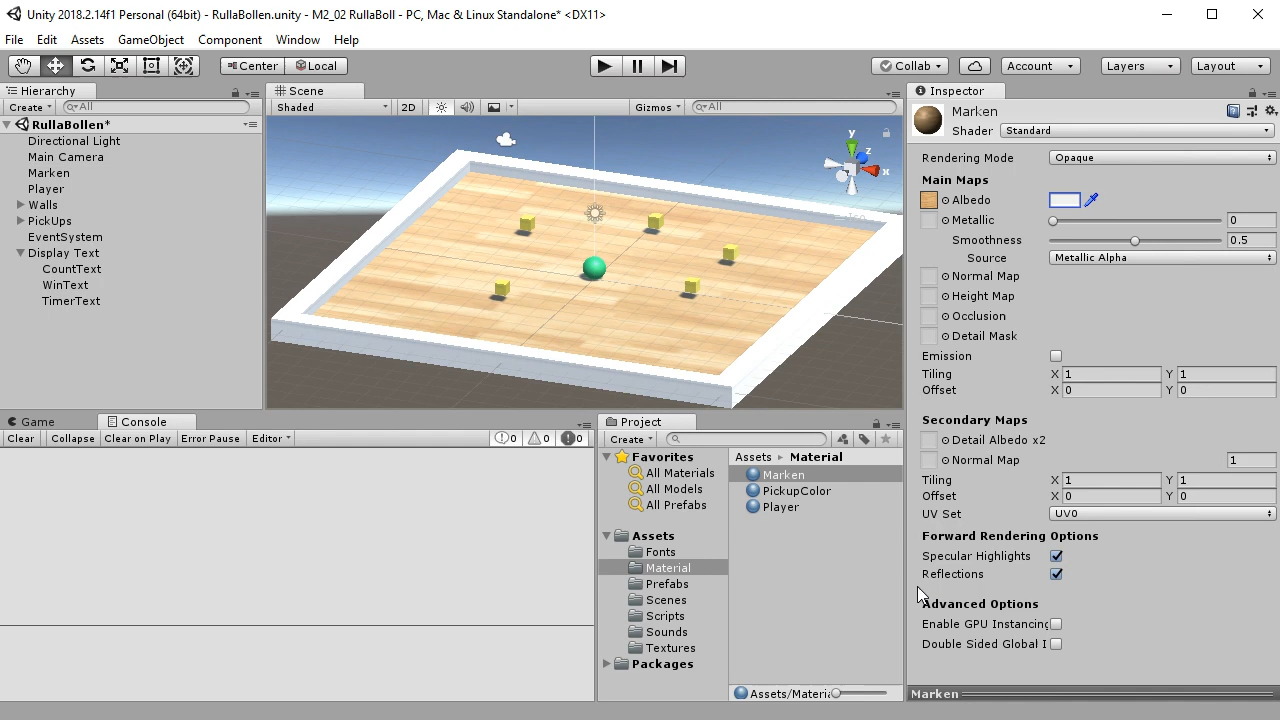 Unity 2018.2.14f1 Personal (64bit) - RullaBollen.unity - M2_02 RullaBoll - PC, Mac & Linux Standalone* <DX11>
File Edit Assets GameObject Component Window Help
Center Local Collab Account Layers Layout
Hierarchy
Create All
RullaBollen*
Directional Light
Main Camera
Marken
Player
Walls
PickUps
EventSystem
Display Text
CountText
WinText
TimerText
Scene
Shaded 2D Gizmos All
y
z
x
Iso
Inspector
Marken
Shader Standard
Rendering Mode Opaque
Main Maps
Albedo
Metallic 0
Smoothness 0.5
Source Metallic Alpha
Normal Map
Height Map
Occlusion
Detail Mask
Emission
Tiling X 1 Y 1
Offset X 0 Y 0
Secondary Maps
Detail Albedo x2
Normal Map 1
Tiling X 1 Y 1
Offset X 0 Y 0
UV Set UV0
Forward Rendering Options
Specular Highlights
Reflections
Advanced Options
Enable GPU Instancing
Double Sided Global I
Marken
Game Console
Clear Collapse Clear on Play Error Pause Editor 0 0 0
Project
Create
Favorites
All Materials
All Models
All Prefabs
Assets
Fonts
Material
Prefabs
Scenes
Scripts
Sounds
Textures
Packages
Assets Material
Marken
PickupColor
Player
Assets/Materia